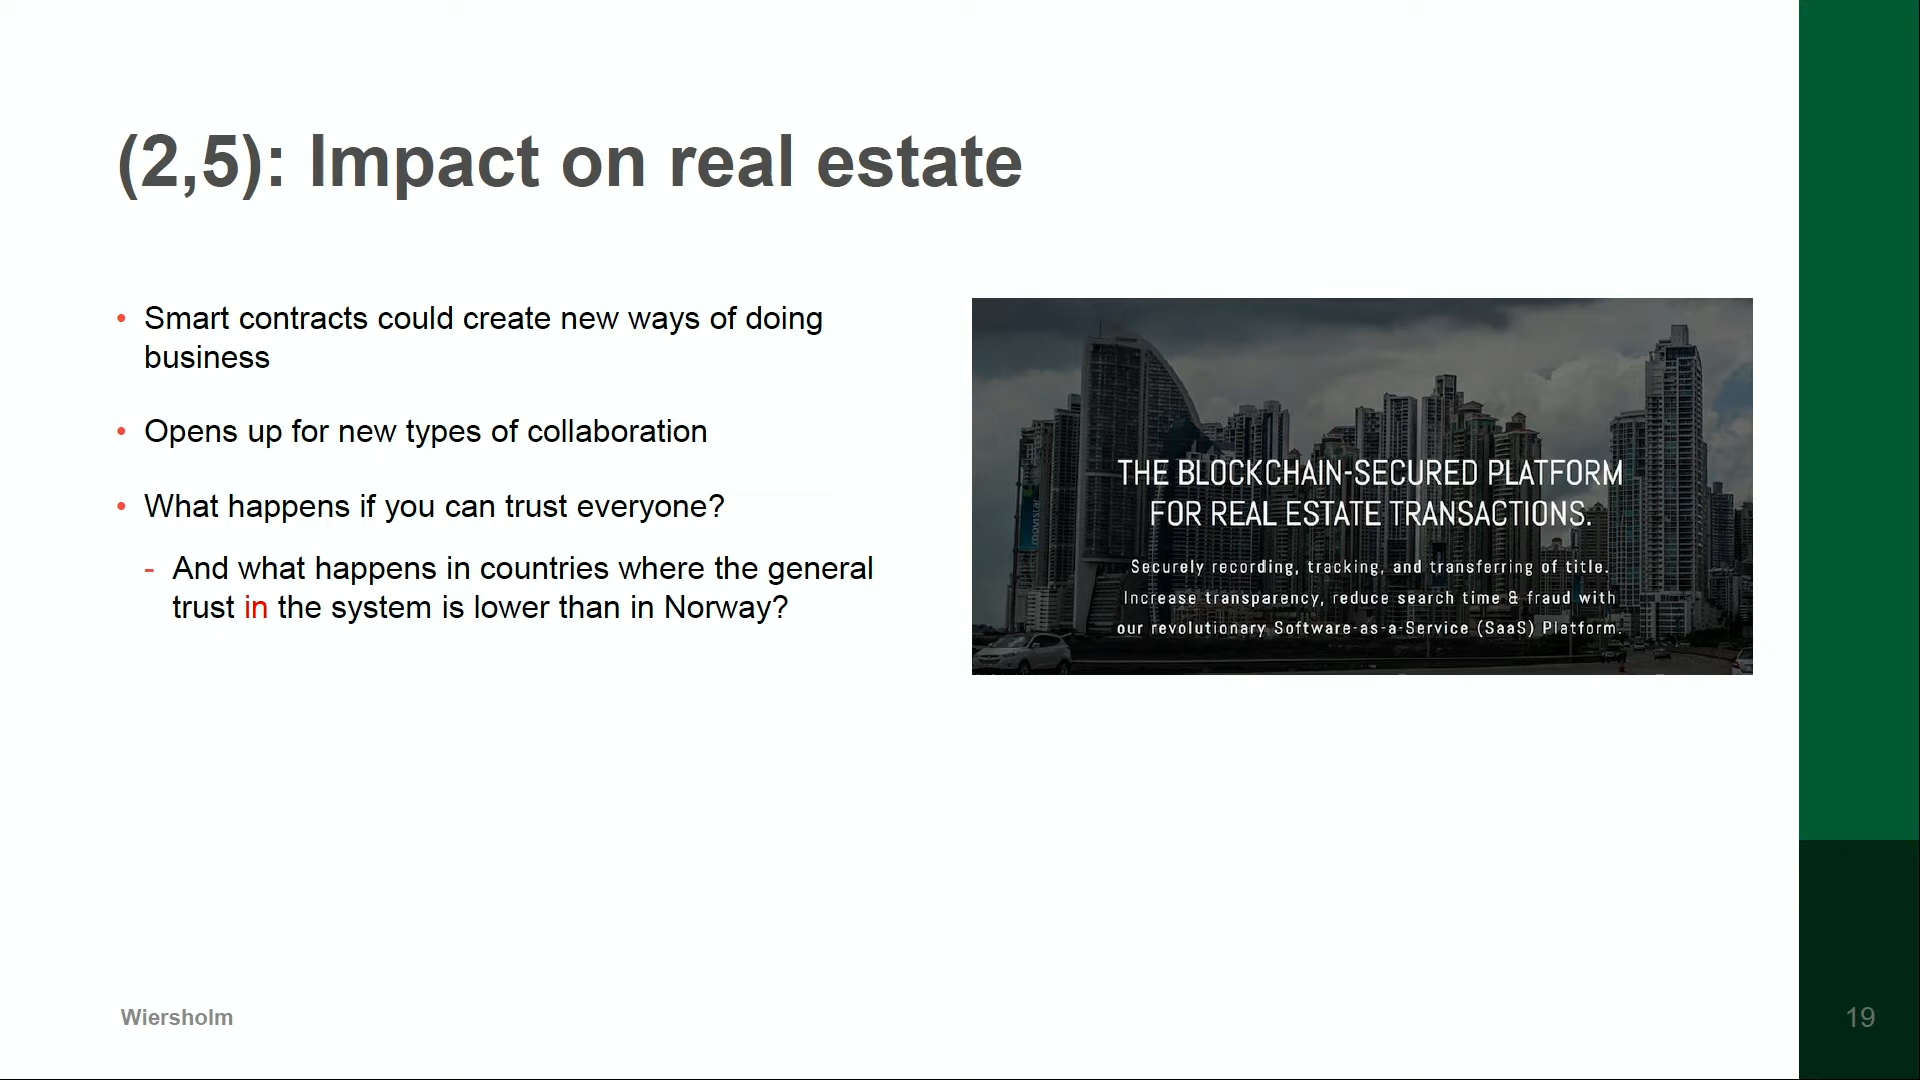 (2,5): Impact on real estate
• Smart contracts could create new ways of doing
business
• Opens up for new types of collaboration
• What happens if you can trust everyone?
- And what happens in countries where the general
trust in the system is lower than in Norway?
movistar
THE BLOCKCHAIN-SECURED PLATFORM
FOR REAL ESTATE TRANSACTIONS.
Securely recording, tracking, and transferring of title.
Increase transparency, reduce search time & fraud with
our revolutionary Software-as-a-Service (SaaS) Platform.
Wiersholm
19